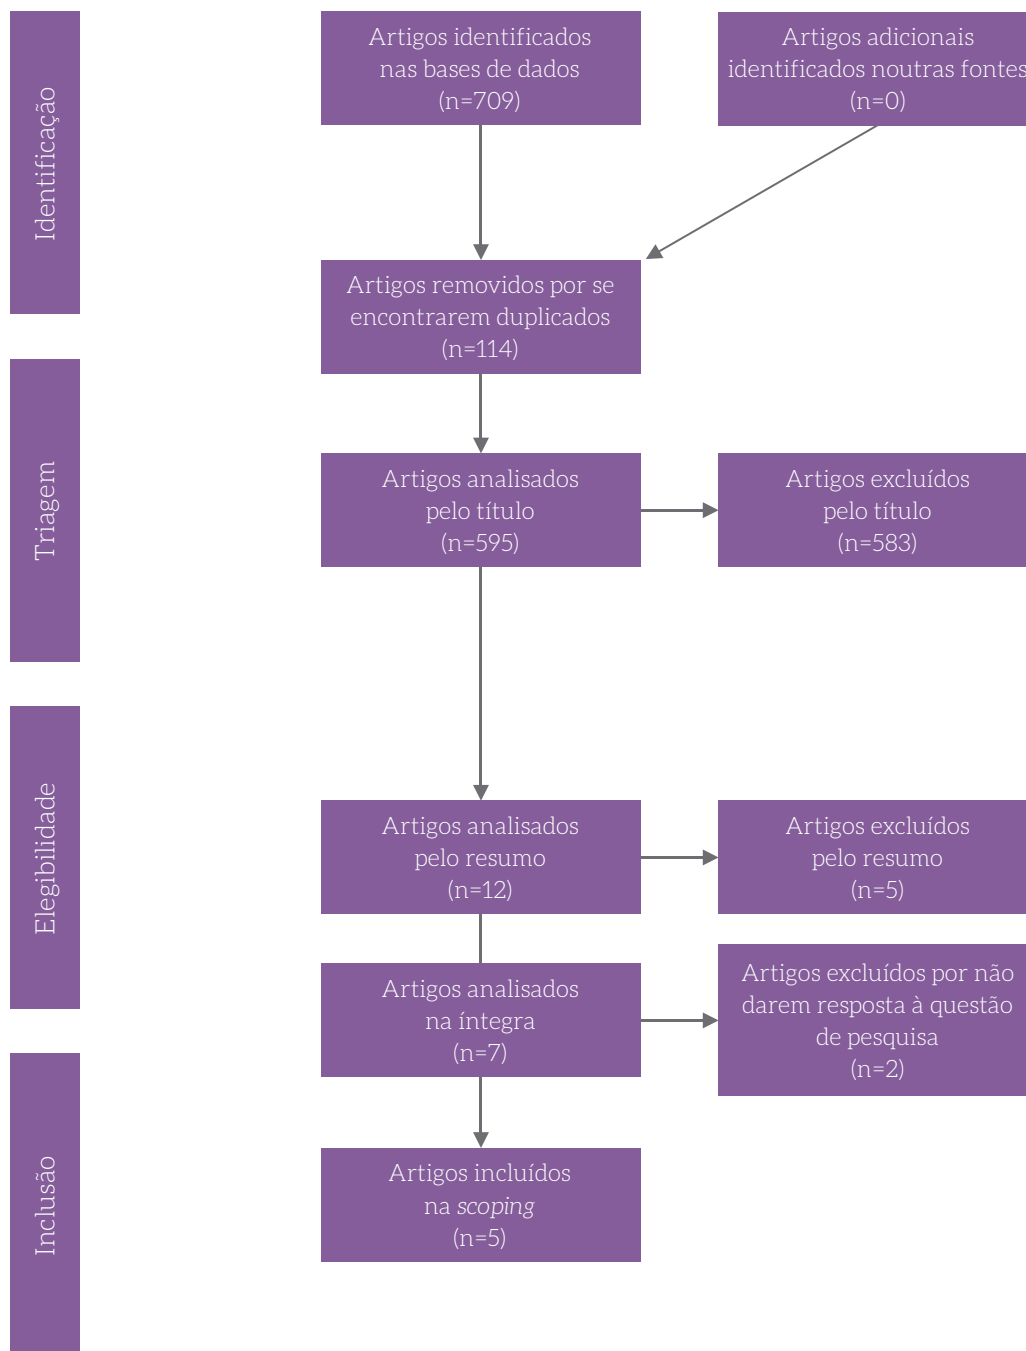 Identificação
Artigos identificados
nas bases de dados
(n=709)
Artigos adicionais
identificados noutras fontes
(n=0)
Artigos removidos por se
encontrarem duplicados
(n=114)
Triagem
Artigos analisados
pelo título
(n=595)
Artigos excluídos
pelo título
(n=583)
Elegibilidade
Artigos analisados
pelo resumo
(n=12)
Artigos excluídos
pelo resumo
(n=5)
Artigos analisados
na íntegra
(n=7)
Artigos excluídos por não
darem resposta à questão
de pesquisa
(n=2)
Inclusão
Artigos incluídos
na scoping
(n=5)